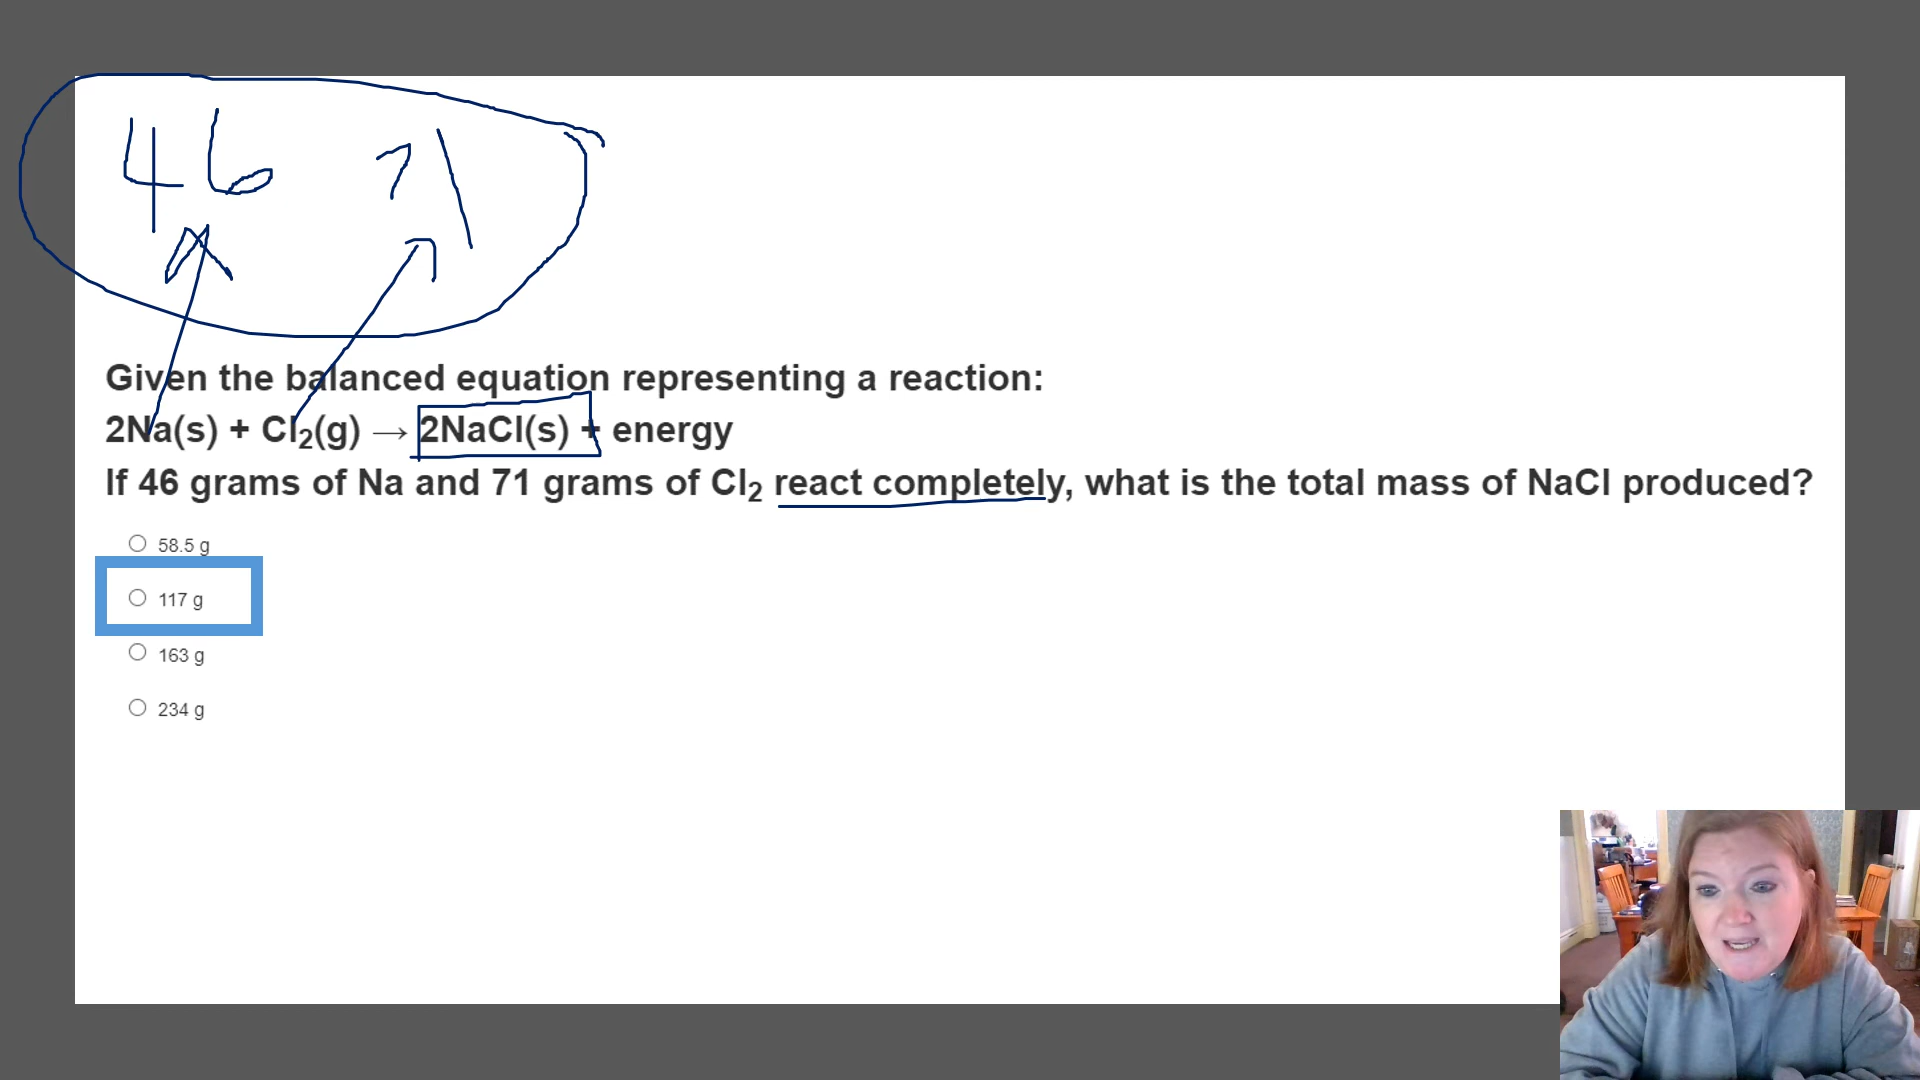 46 71
Given the balanced equation representing a reaction:
2Na(s) + Cl₂(g) → 2NaCl(s) + energy
If 46 grams of Na and 71 grams of Cl₂ react completely, what is the total mass of NaCl produced?
58.5 g
117 g
163 g
234 g